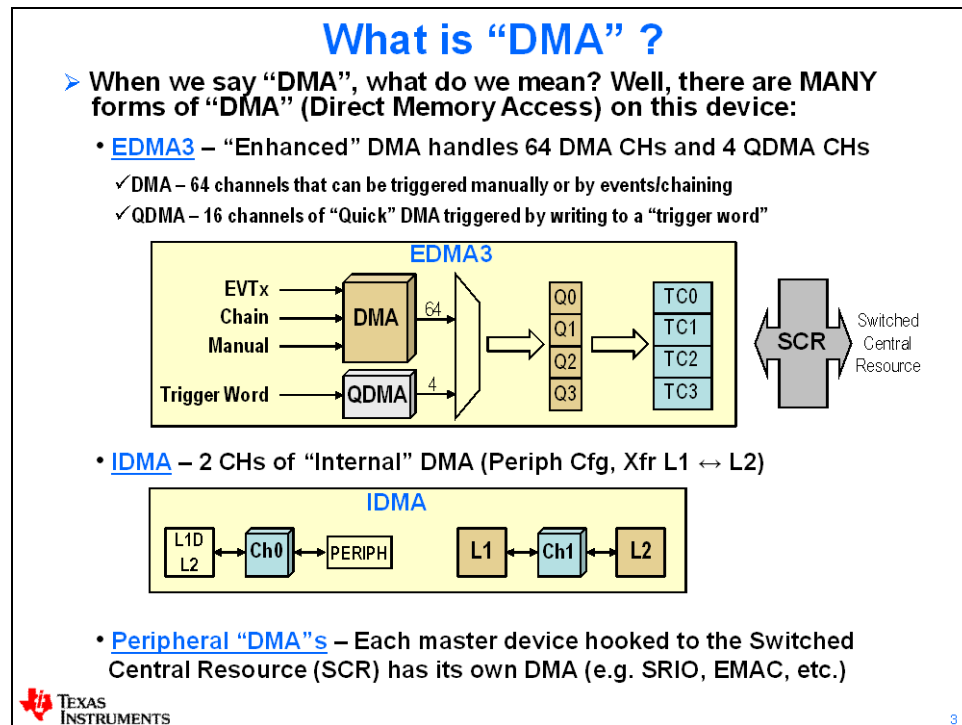 What is “DMA” ?
➢ When we say “DMA”, what do we mean? Well, there are MANY
forms of “DMA” (Direct Memory Access) on this device:
• EDMA3 – “Enhanced” DMA handles 64 DMA CHs and 4 QDMA CHs
✓DMA – 64 channels that can be triggered manually or by events/chaining
✓QDMA – 16 channels of “Quick” DMA triggered by writing to a “trigger word”
EDMA3
EVTx
Chain
Manual
DMA
64
Trigger Word
QDMA
4
Q0
Q1
Q2
Q3
TC0
TC1
TC2
TC3
SCR
Switched
Central
Resource
• IDMA – 2 CHs of “Internal” DMA (Periph Cfg, Xfr L1 ↔ L2)
IDMA
L1D
L2
Ch0
PERIPH
L1
Ch1
L2
• Peripheral “DMA”s – Each master device hooked to the Switched
Central Resource (SCR) has its own DMA (e.g. SRIO, EMAC, etc.)
TEXAS
INSTRUMENTS
3